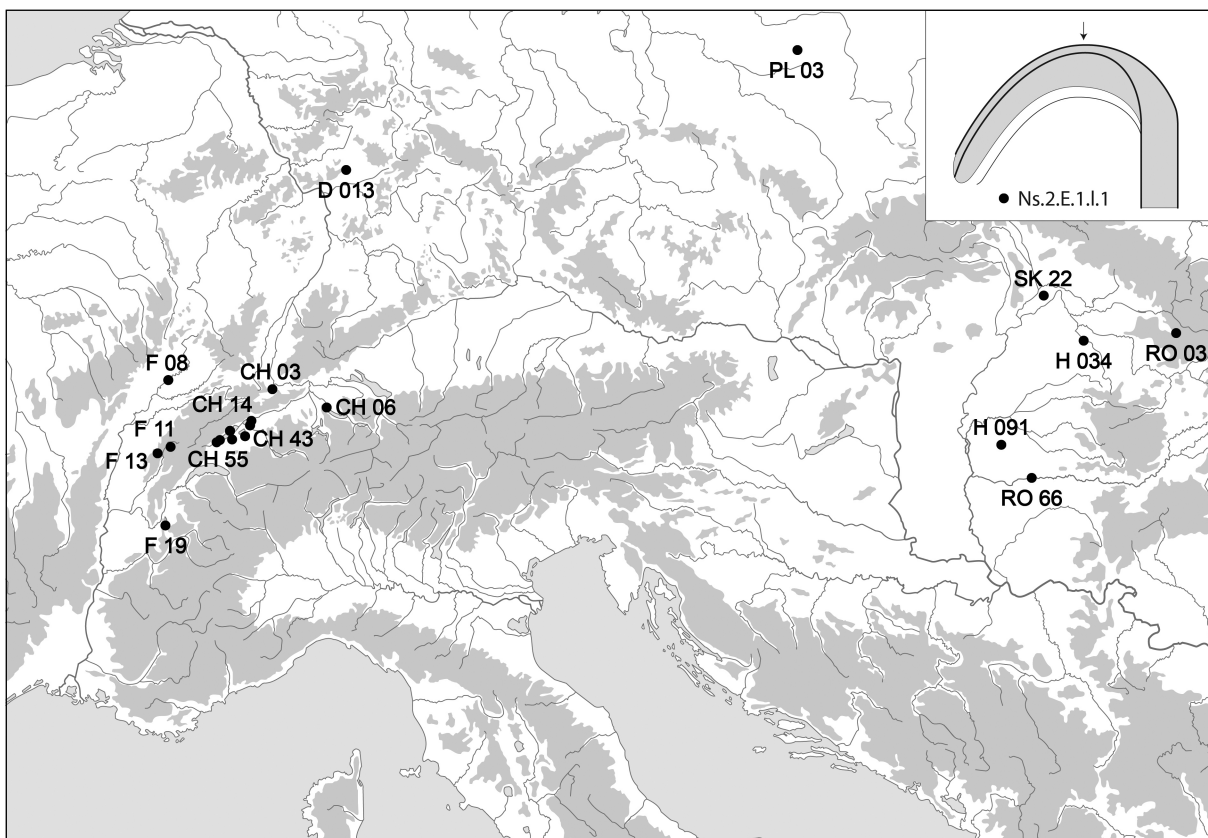 PL 03
D 013
Ns.2.E.1.I.1
SK 22
RO 03
H 034
F 08
CH 03
CH 14
CH 06
F 11
CH 43
H 091
F 13
CH 55
RO 66
F 19